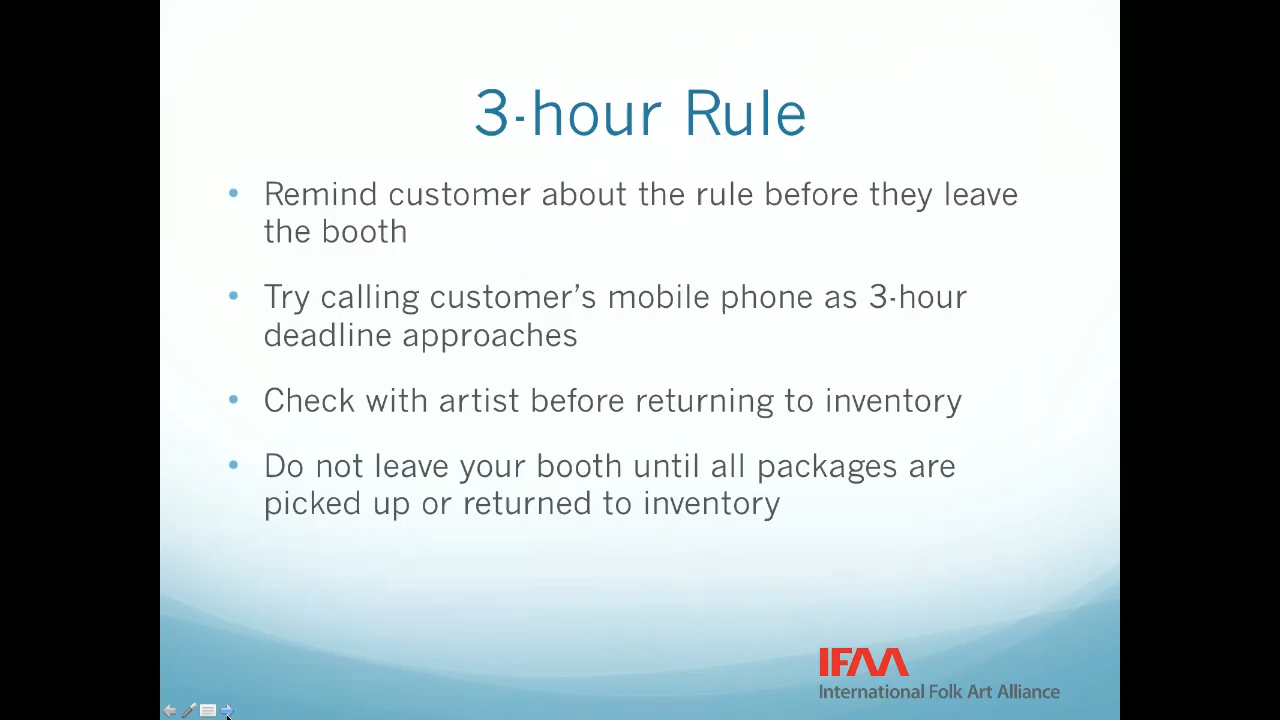 3-hour Rule
• Remind customer about the rule before they leave
the booth
• Try calling customer’s mobile phone as 3-hour
deadline approaches
• Check with artist before returning to inventory
• Do not leave your booth until all packages are
picked up or returned to inventory
IFAA
International Folk Art Alliance